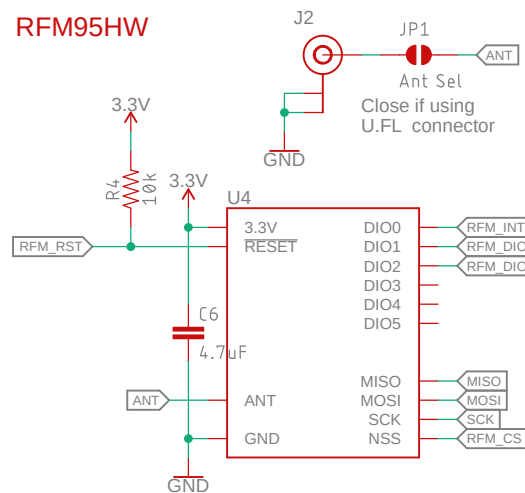 RFM95HW
J2
JP1
ANT
Ant Sel
Close if using
U.FL connector
GND
3.3V
R4
10k
3.3V
U4
RFM_RST
3.3V
RESET
DIO0
RFM_INT
DIO1
RFM_DIO
DIO2
RFM_DIO
DIO3
DIO4
DIO5
C6
4.7uF
MISO
MISO
ANT
ANT
MOSI
MOSI
SCK
SCK
GND
NSS
RFM_CS
GND